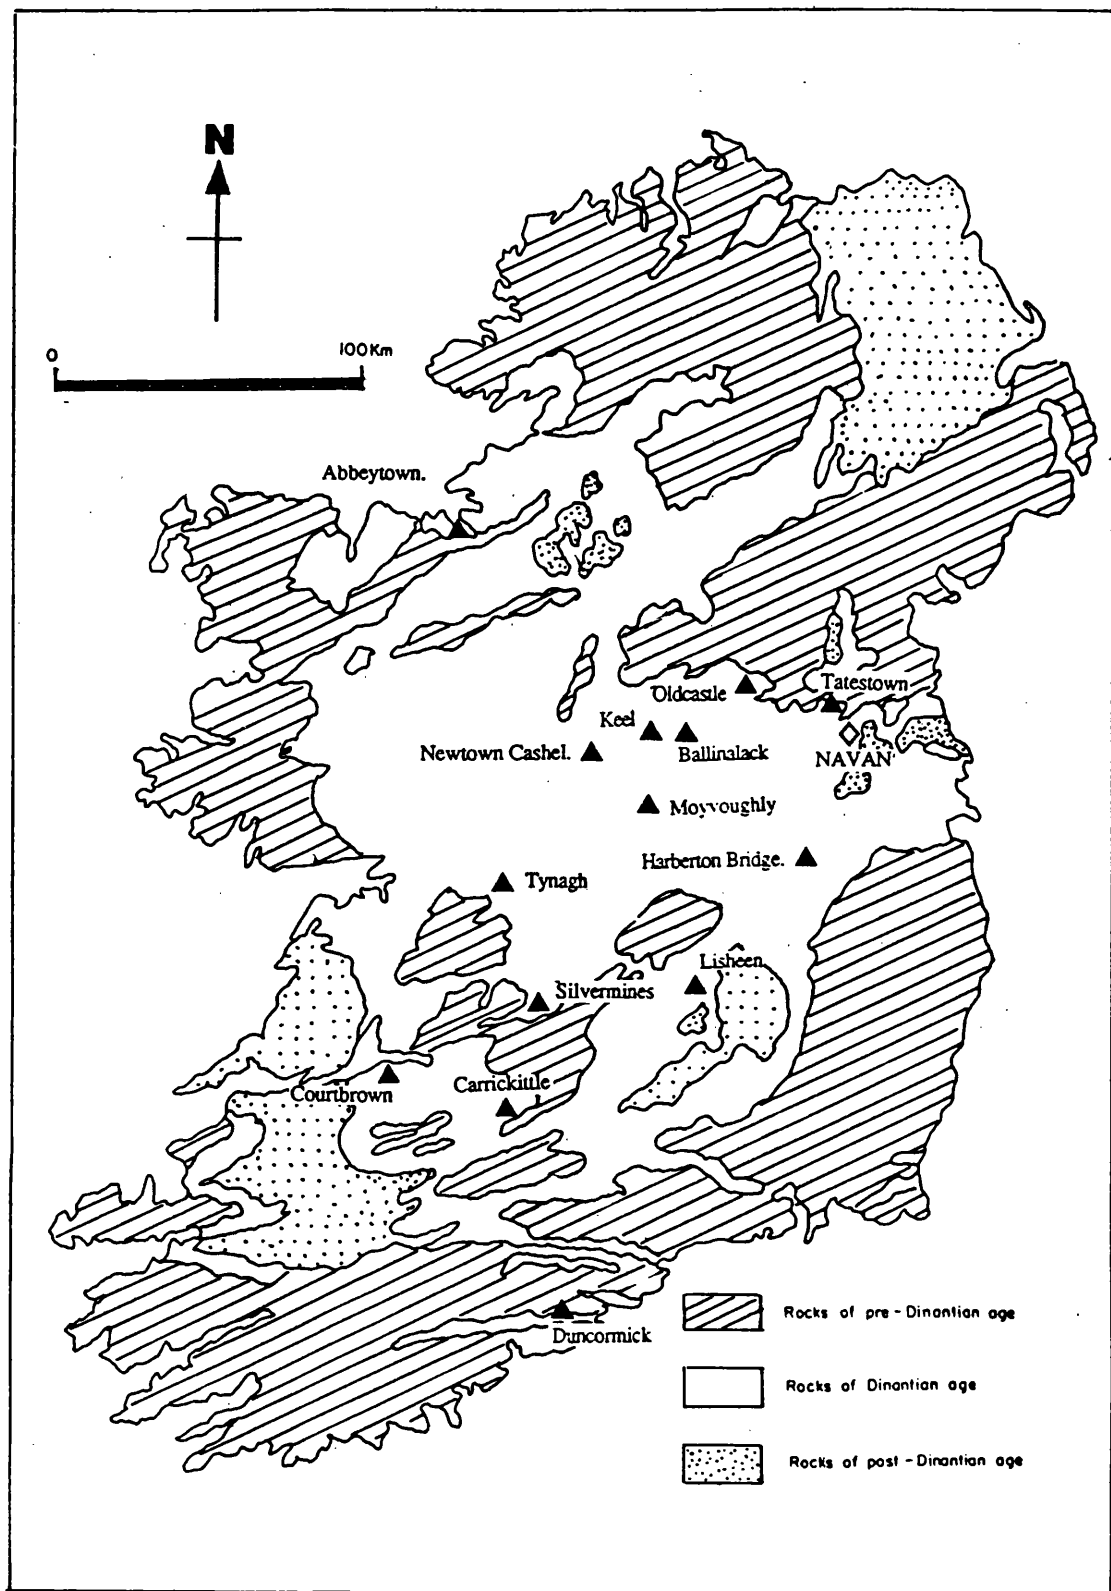 N
0 100Km
Abbeytown.
Oldcastle
Tatestown
Keel
Newtown Cashel.
Ballinalack
NAVAN
Moyvoughly
Harberton Bridge.
Tynagh
Lisheen
Silvermines
Courtbrown
Carrickittle
Duncormick
Rocks of pre-Dinantian age
Rocks of Dinantian age
Rocks of post-Dinantian age